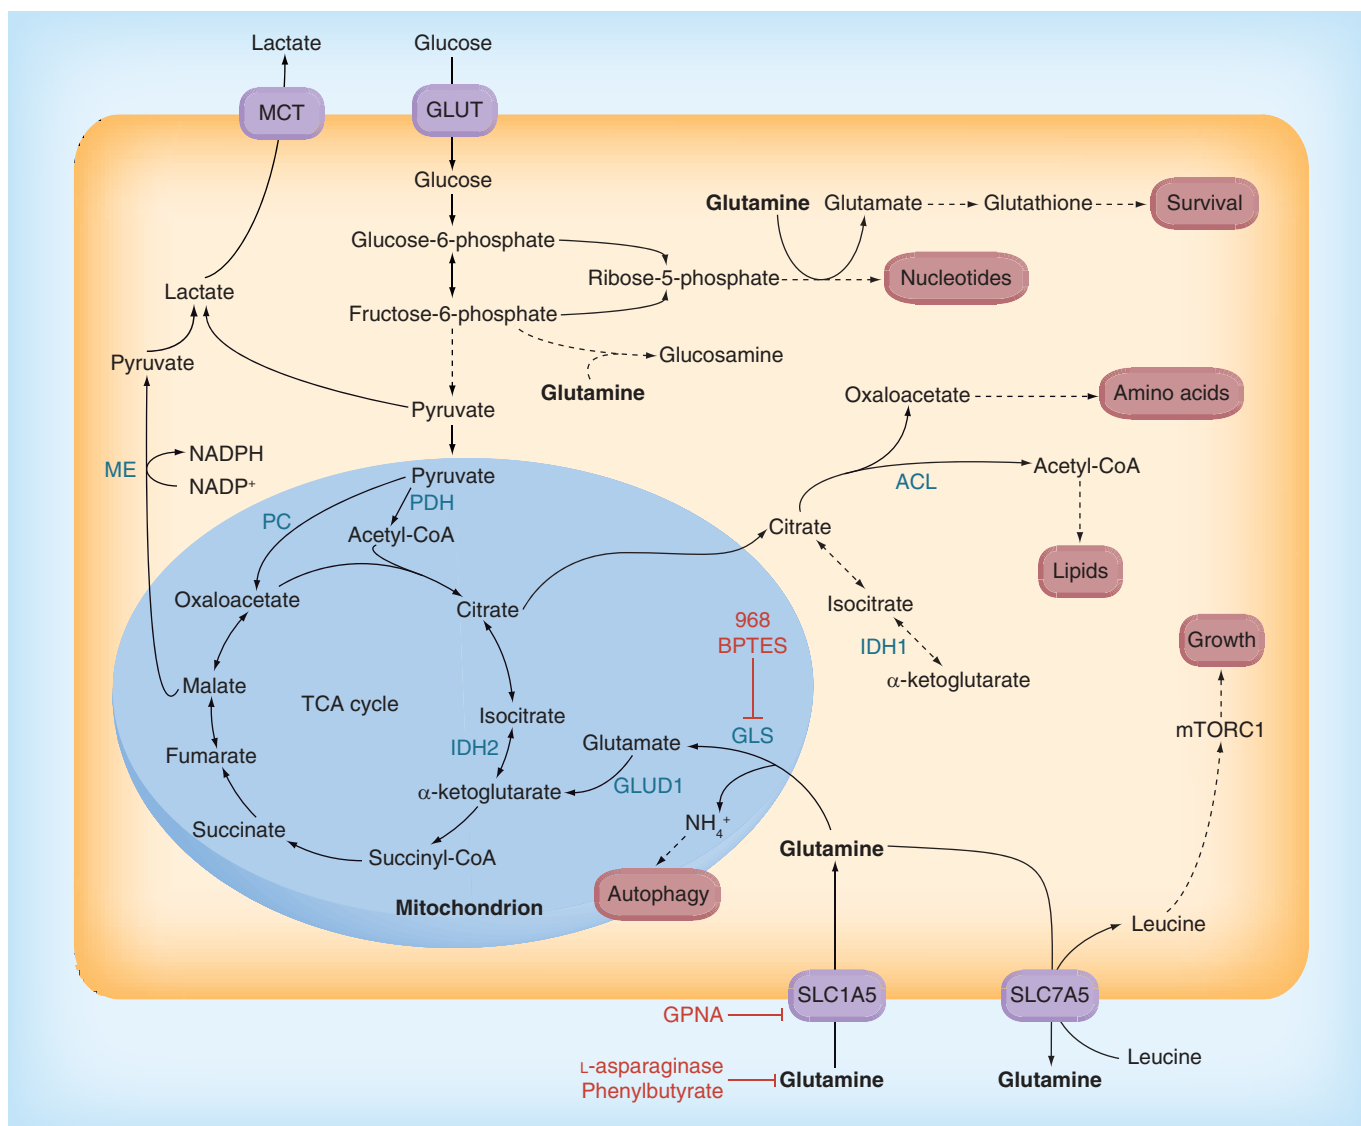 Lactate
Glucose
MCT
GLUT
Glucose
Glutamine
Glutamate
Glutathione
Survival
Glucose-6-phosphate
Ribose-5-phosphate
Nucleotides
Lactate
Fructose-6-phosphate
Glucosamine
Pyruvate
Glutamine
Pyruvate
Oxaloacetate
Amino acids
NADPH
ME
NADP⁺
Pyruvate
PDH
PC
Acetyl-CoA
Acetyl-CoA
ACL
Citrate
Oxaloacetate
Citrate
Isocitrate
Lipids
968
BPTES
IDH1
Growth
α-ketoglutarate
Malate
TCA cycle
Isocitrate
GLS
mTORC1
Fumarate
IDH2
Glutamate
α-ketoglutarate
GLUD1
Succinate
NH₄⁺
Succinyl-CoA
Glutamine
Mitochondrion
Autophagy
Leucine
SLC1A5
SLC7A5
GPNA
L-asparaginase
Phenylbutyrate
Glutamine
Leucine
Glutamine